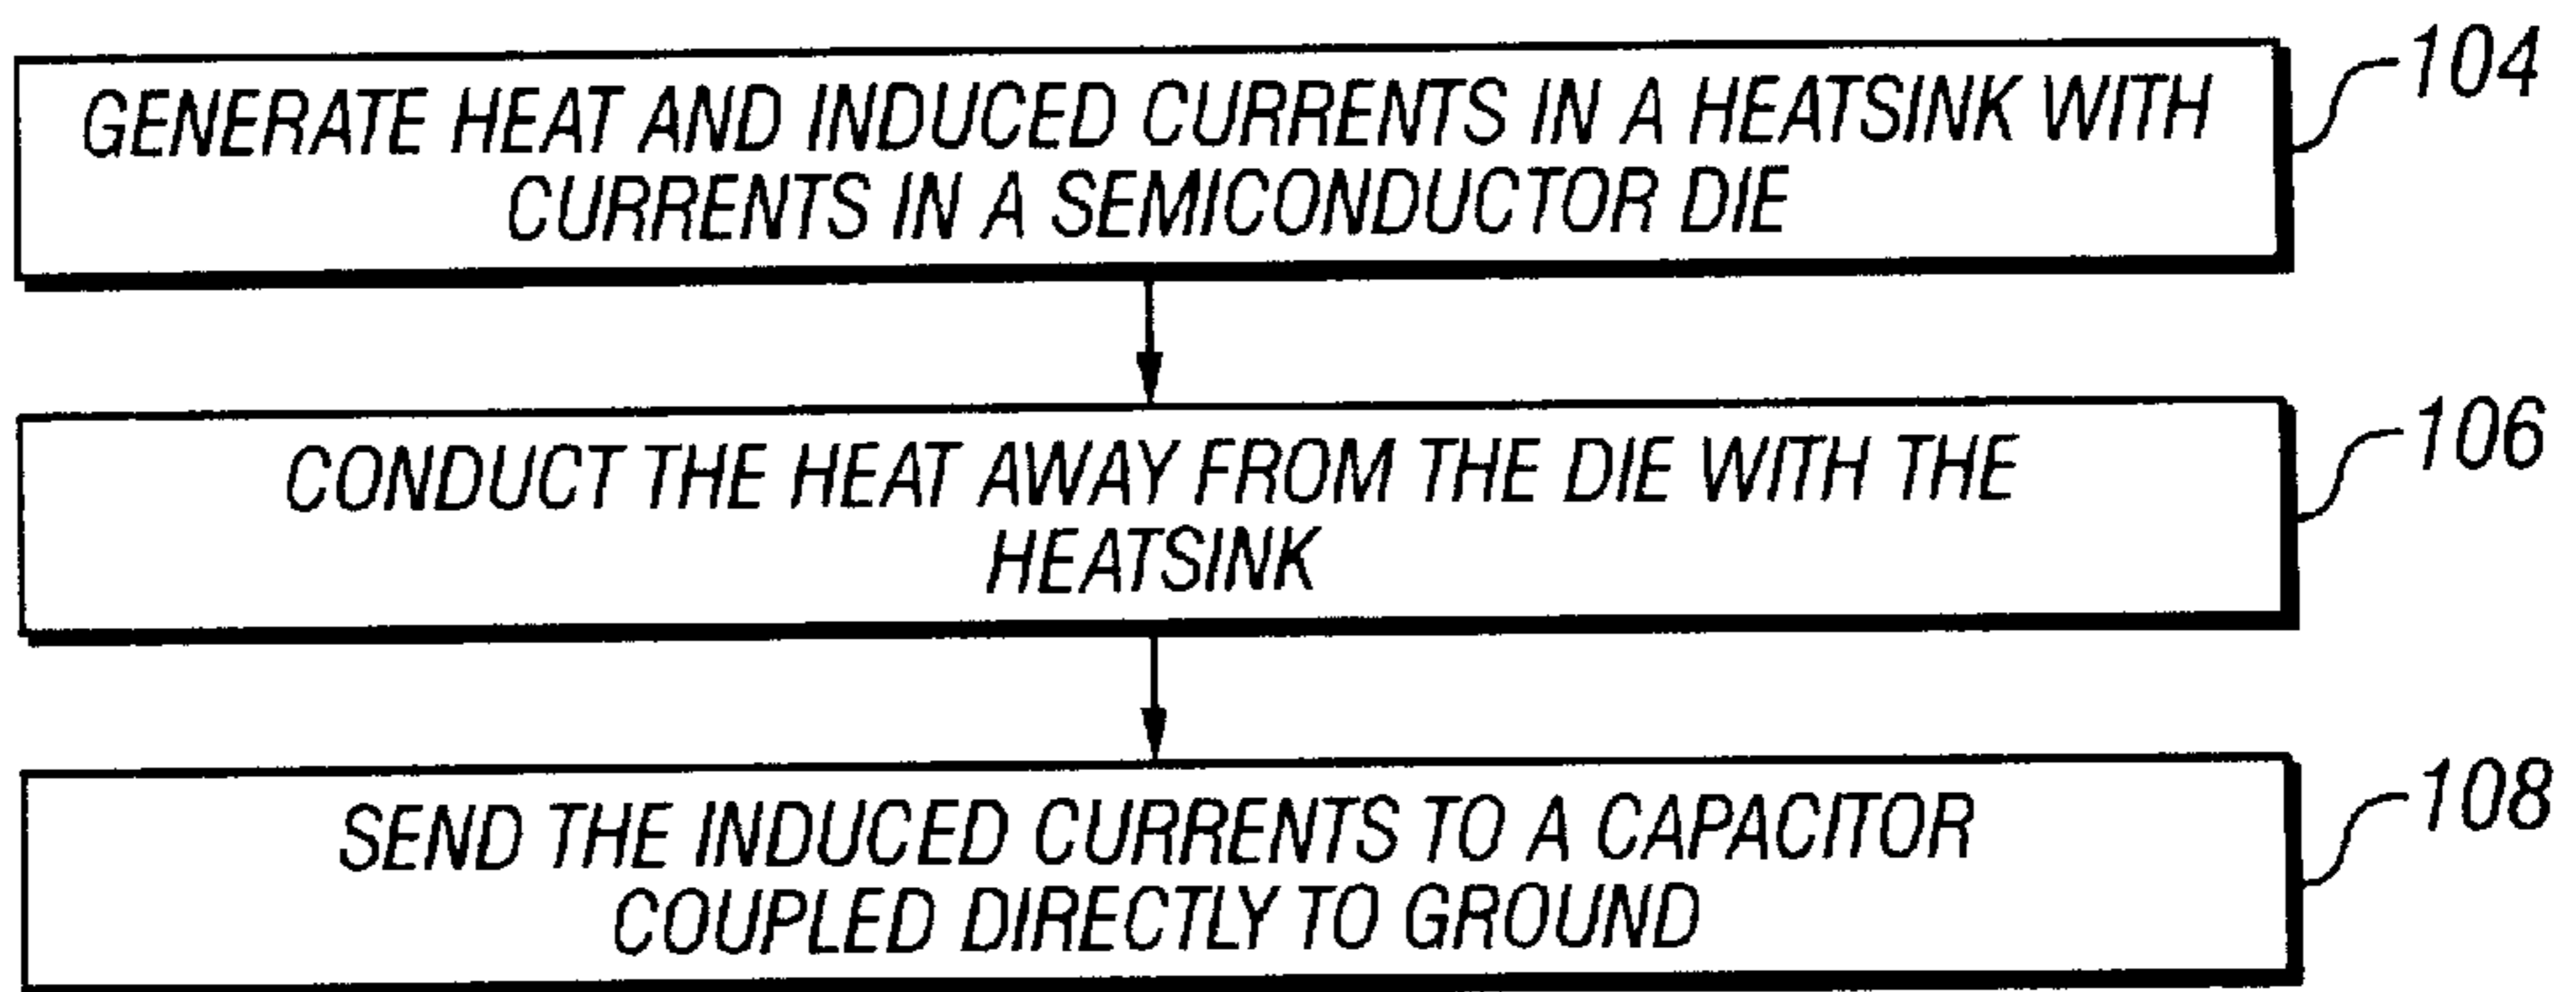 GENERATE HEAT AND INDUCED CURRENTS IN A HEATSINK WITH
CURRENTS IN A SEMICONDUCTOR DIE
104
CONDUCT THE HEAT AWAY FROM THE DIE WITH THE
HEATSINK
106
SEND THE INDUCED CURRENTS TO A CAPACITOR
COUPLED DIRECTLY TO GROUND
108